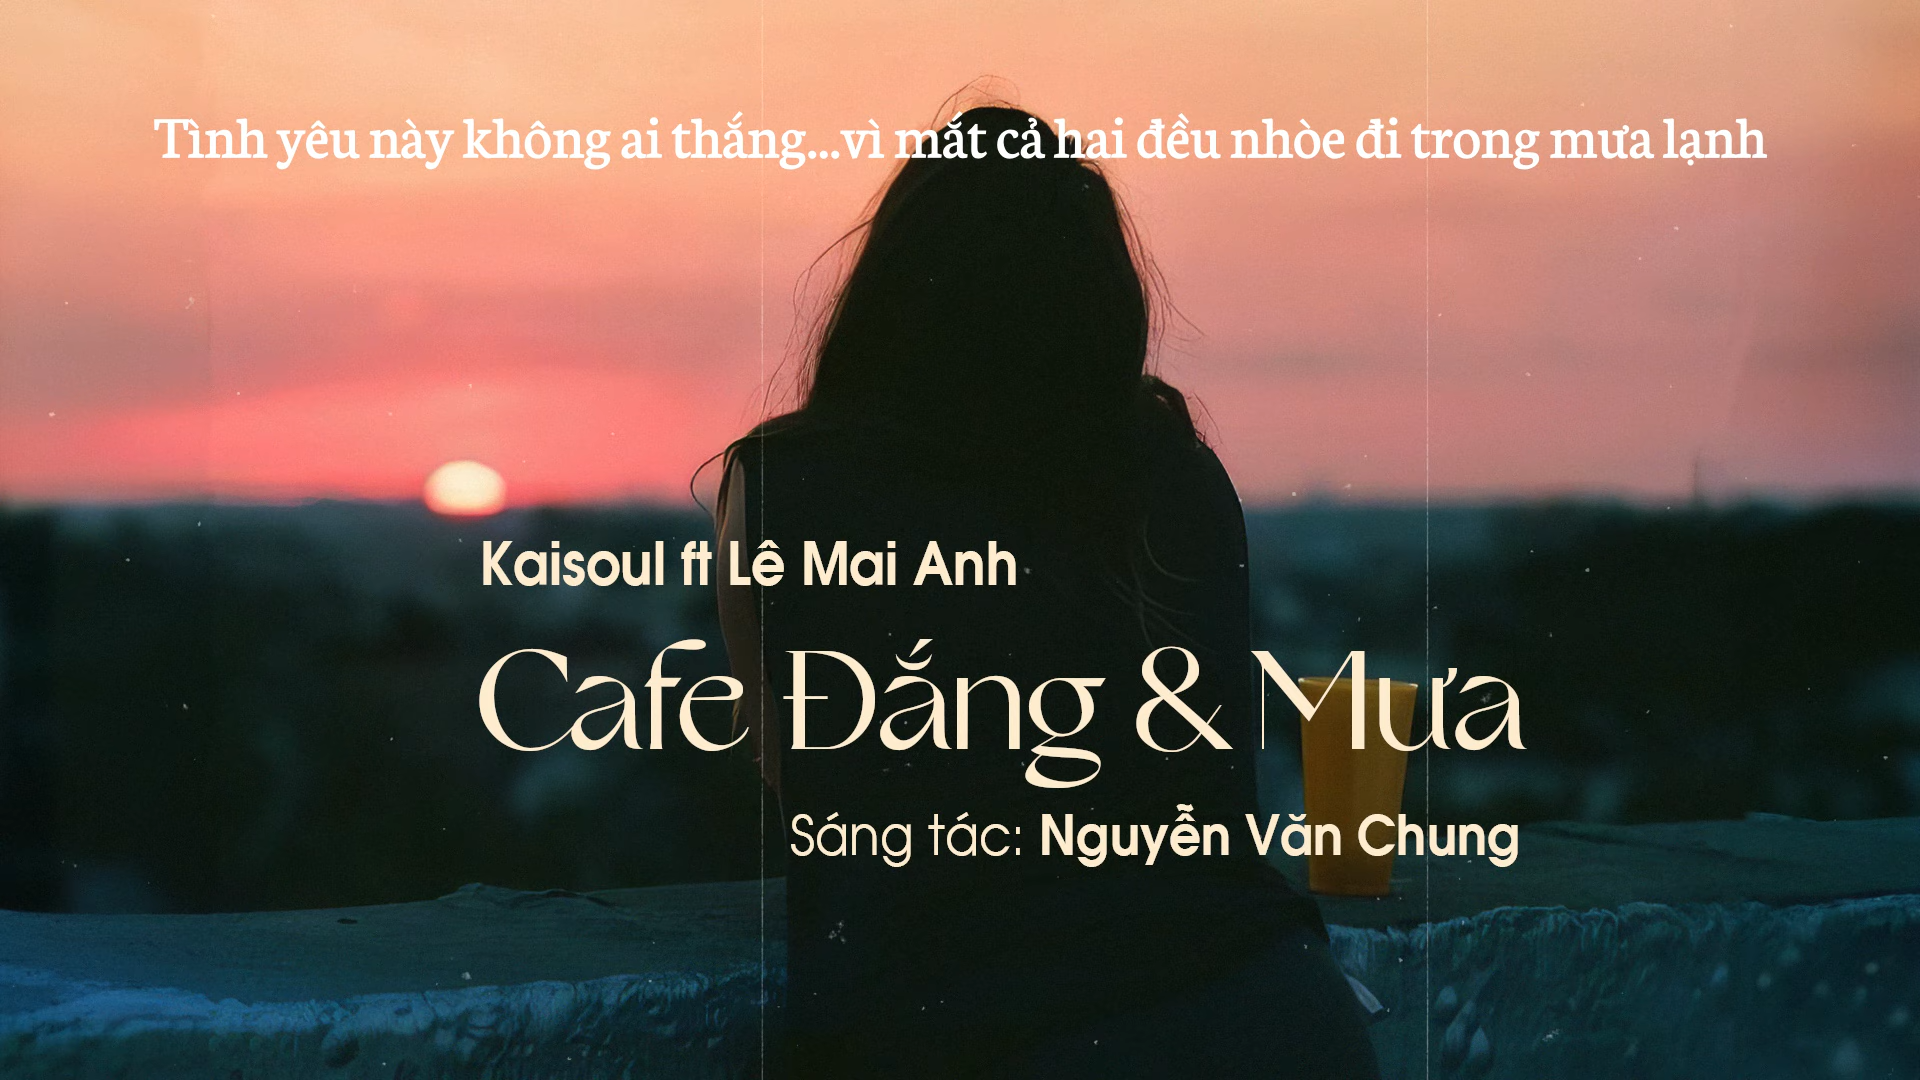 Tình yêu này không ai thắng...vì mắt cả hai đều nhòe đi trong mưa lạnh
Kaisoul ft Lê Mai Anh
Cafe Đắng & Mưa
Sáng tác: Nguyễn Văn Chung